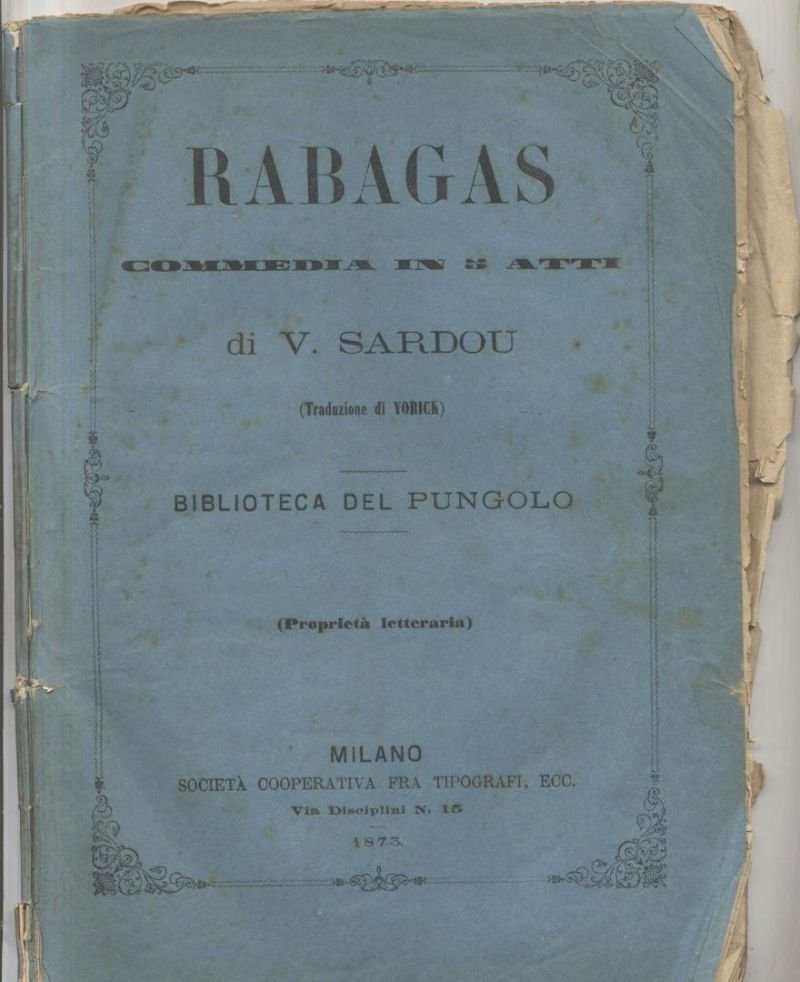 RABAGAS
COMMEDIA IN 5 ATTI
di V. SARDOU
(Traduzione di YORICK)
BIBLIOTECA DEL PUNGOLO
(Proprietà letteraria)
MILANO
SOCIETÀ COOPERATIVA FRA TIPOGRAFI, ECC.
Via Disciplini N. 15
1873.